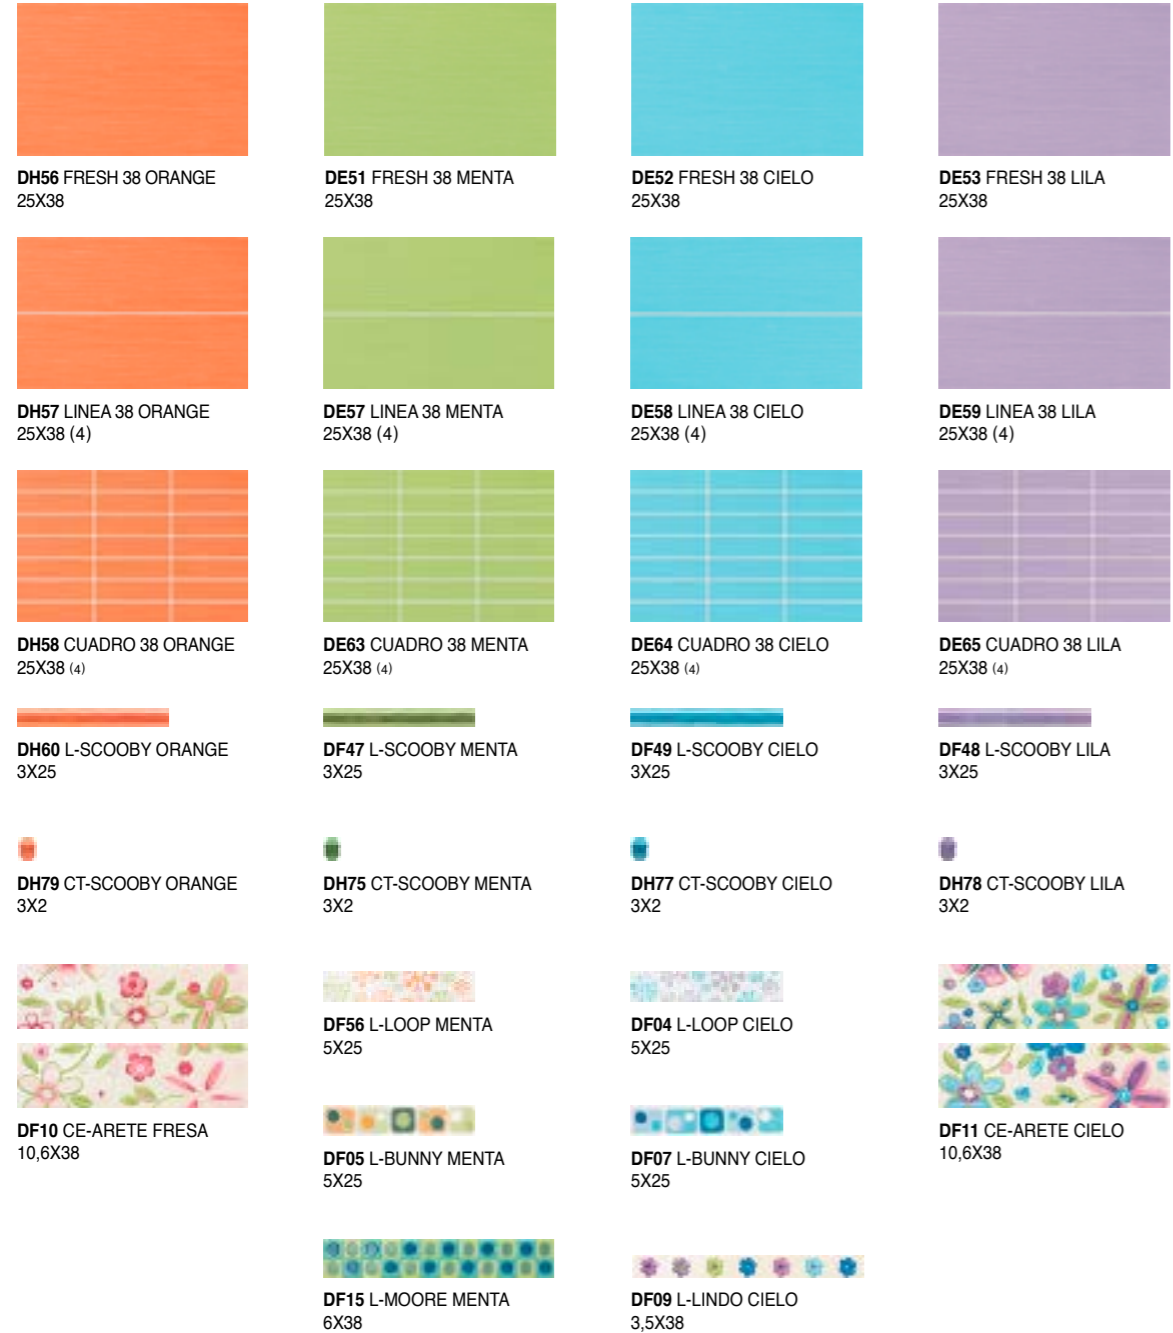 DH56 FRESH 38 ORANGE
25X38
DE51 FRESH 38 MENTA
25X38
DE52 FRESH 38 CIELO
25X38
DE53 FRESH 38 LILA
25X38
DH57 LINEA 38 ORANGE
25X38 (4)
DE57 LINEA 38 MENTA
25X38 (4)
DE58 LINEA 38 CIELO
25X38 (4)
DE59 LINEA 38 LILA
25X38 (4)
DH58 CUADRO 38 ORANGE
25X38 (4)
DE63 CUADRO 38 MENTA
25X38 (4)
DE64 CUADRO 38 CIELO
25X38 (4)
DE65 CUADRO 38 LILA
25X38 (4)
DH60 L-SCOOBY ORANGE
3X25
DF47 L-SCOOBY MENTA
3X25
DF49 L-SCOOBY CIELO
3X25
DF48 L-SCOOBY LILA
3X25
DH79 CT-SCOOBY ORANGE
3X2
DH75 CT-SCOOBY MENTA
3X2
DH77 CT-SCOOBY CIELO
3X2
DH78 CT-SCOOBY LILA
3X2
DF10 CE-ARETE FRESA
10,6X38
DF56 L-LOOP MENTA
5X25
DF04 L-LOOP CIELO
5X25
DF11 CE-ARETE CIELO
10,6X38
DF05 L-BUNNY MENTA
5X25
DF07 L-BUNNY CIELO
5X25
DF15 L-MOORE MENTA
6X38
DF09 L-LINDO CIELO
3,5X38